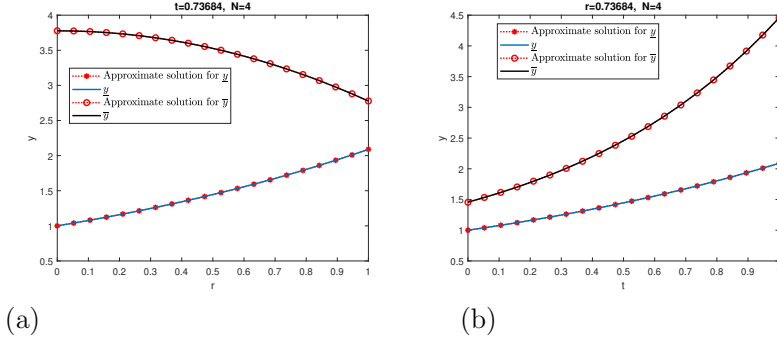 t=0.73684, N=4
4
3.5
3
2.5
2
1.5
1
0.5
y
Approximate solution for y̲
y̲
Approximate solution for y̅
y̅
0 0.1 0.2 0.3 0.4 0.5 0.6 0.7 0.8 0.9 1
r
(a)
r=0.73684, N=4
4.5
4
3.5
3
2.5
2
1.5
1
0.5
y
Approximate solution for y̲
y̲
Approximate solution for y̅
y̅
0 0.1 0.2 0.3 0.4 0.5 0.6 0.7 0.8 0.9
t
(b)